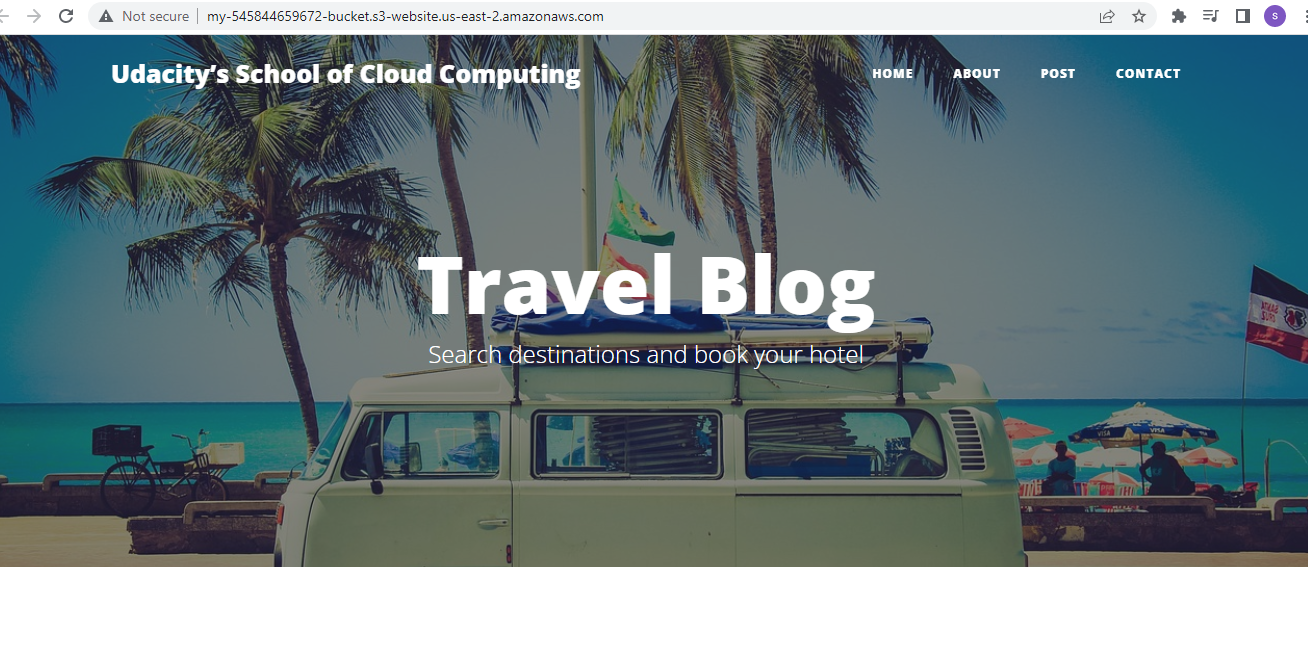 Not secure
my-545844659672-bucket.s3-website.us-east-2.amazonaws.com
S
Udacity’s School of Cloud Computing
HOME ABOUT POST CONTACT
Travel Blog
Search destinations and book your hotel
VISA